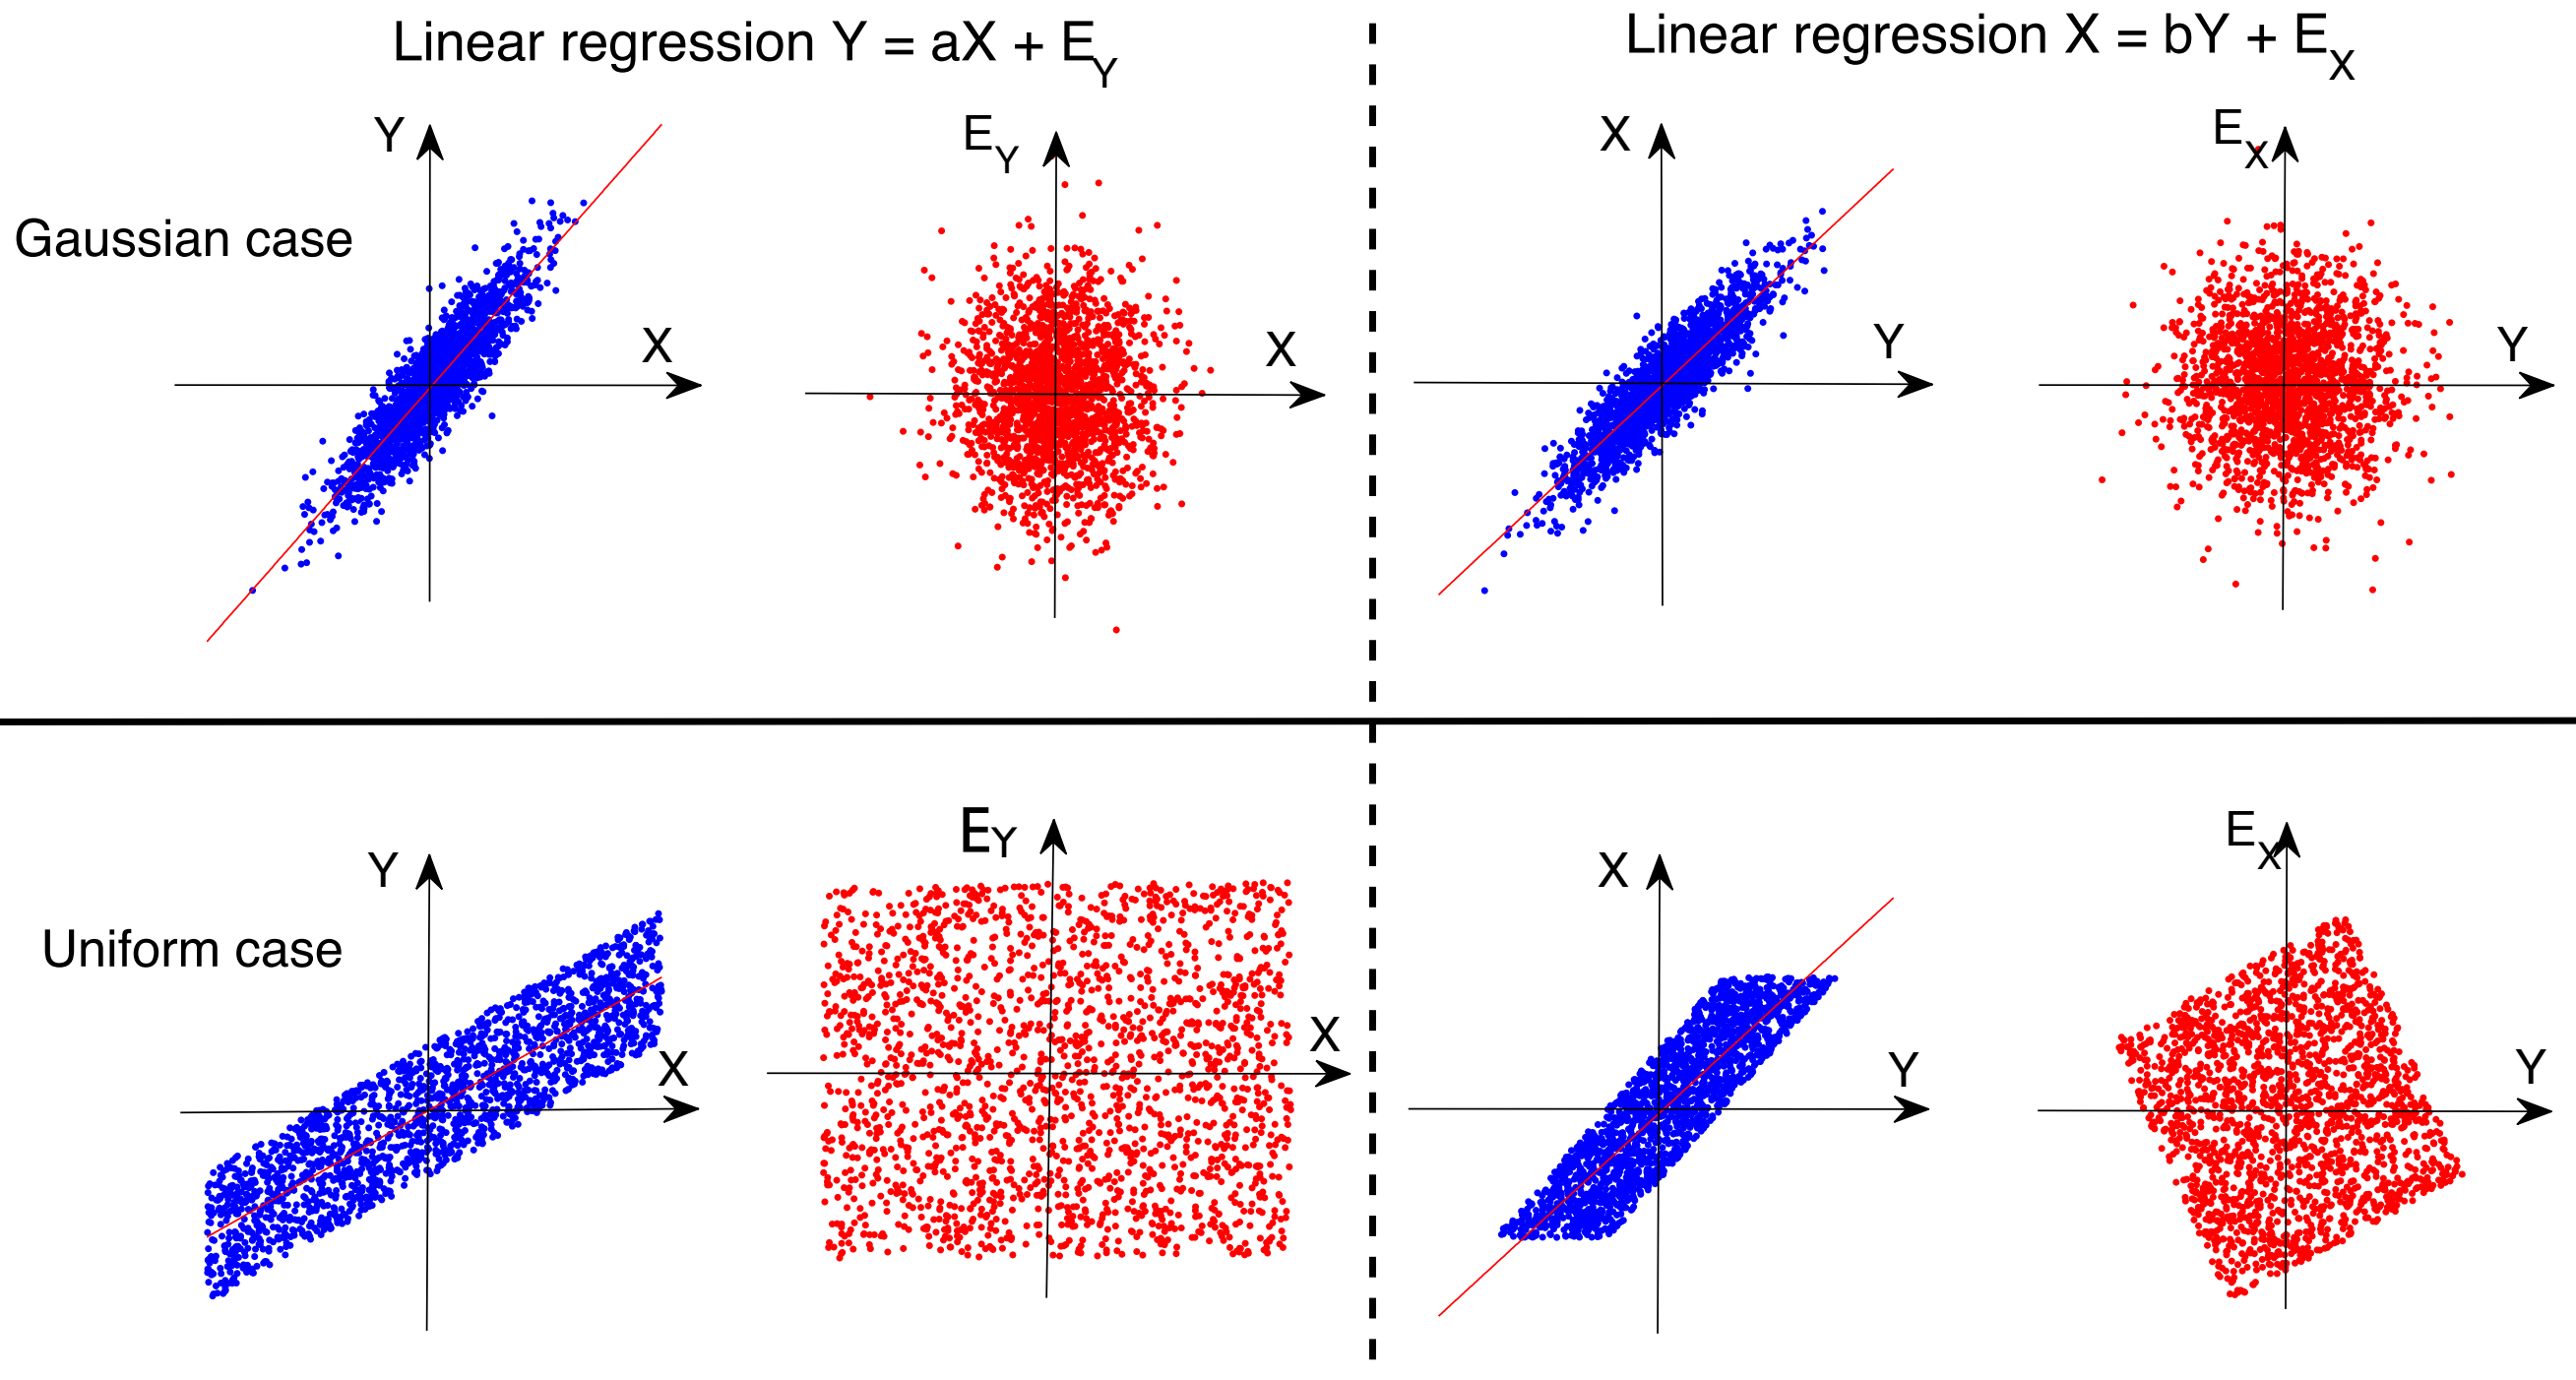 Linear regression Y = aX + E_Y
Linear regression X = bY + E_X
Gaussian case
Y
X
E_Y
X
X
Y
E_X
Y
Uniform case
Y
X
E_Y
X
X
Y
E_X
Y